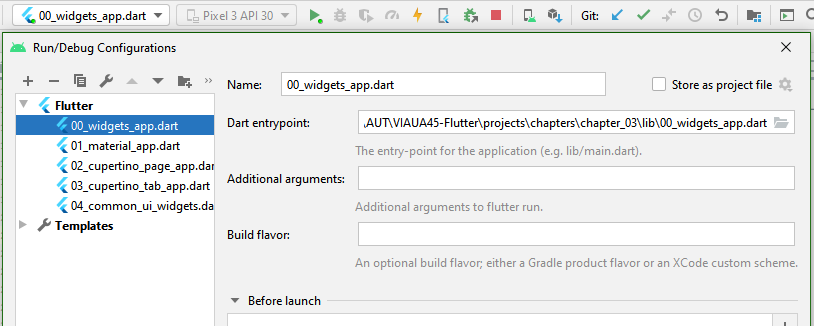 00_widgets_app.dart
Pixel 3 API 30
Git:
Run/Debug Configurations
Name:
00_widgets_app.dart
Store as project file
Flutter
00_widgets_app.dart
01_material_app.dart
02_cupertino_page_app.dar
03_cupertino_tab_app.dart
04_common_ui_widgets.da
Templates
Dart entrypoint:
AUT\VIAUA45-Flutter\projects\chapters\chapter_03\lib\00_widgets_app.dart
The entry-point for the application (e.g. lib/main.dart).
Additional arguments:
Additional arguments to flutter run.
Build flavor:
An optional build flavor; either a Gradle product flavor or an XCode custom scheme.
Before launch